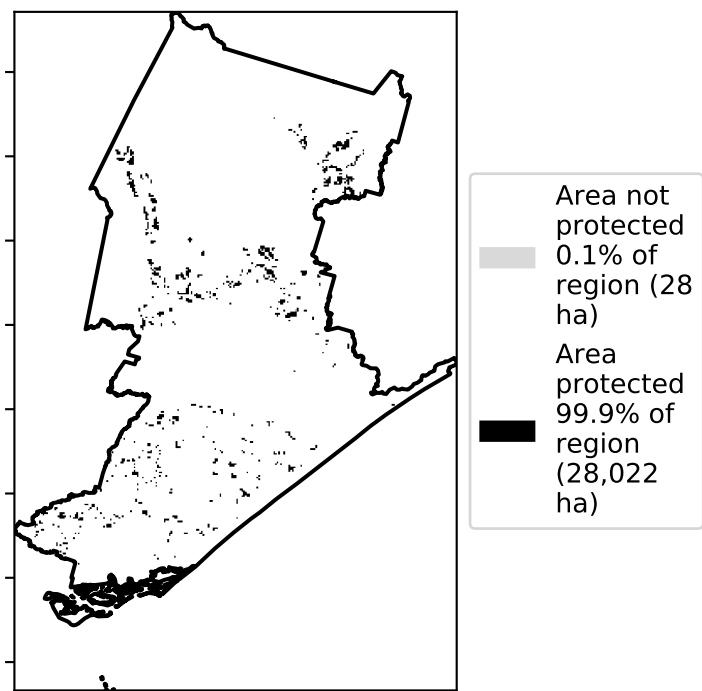 Area not
protected
0.1% of
region (28
ha)
Area
protected
99.9% of
region
(28,022
ha)